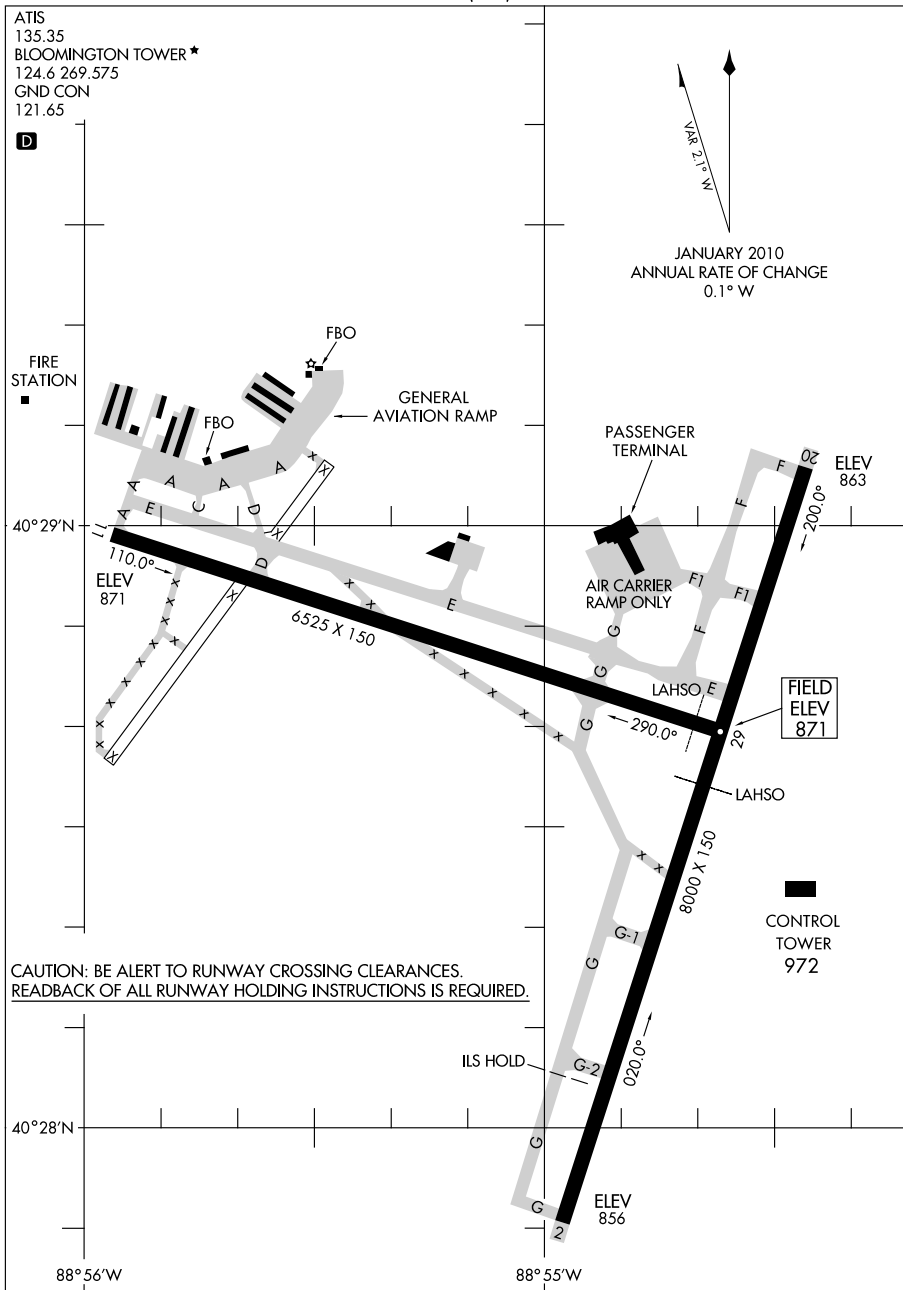 ATIS
135.35
BLOOMINGTON TOWER ★
124.6 269.575
GND CON
121.65
D
VAR 2.1° W
JANUARY 2010
ANNUAL RATE OF CHANGE
0.1° W
FIRE
STATION
FBO
GENERAL
AVIATION RAMP
FBO
PASSENGER
TERMINAL
AIR CARRIER
RAMP ONLY
20
ELEV
863
200.0°
F
F
F1
F1
F
A
A
A
A
A
A
C
D
E
D
40°29'N
11
110.0°
ELEV
871
6525 X 150
E
G
G
G
LAHSO
E
290.0°
29
FIELD
ELEV
871
LAHSO
8000 X 150
CONTROL
TOWER
972
X
X
X
X
G-1
G
CAUTION: BE ALERT TO RUNWAY CROSSING CLEARANCES.
READBACK OF ALL RUNWAY HOLDING INSTRUCTIONS IS REQUIRED.
ILS HOLD
G-2
020.0°
40°28'N
G
G
2
ELEV
856
88°56'W
88°55'W